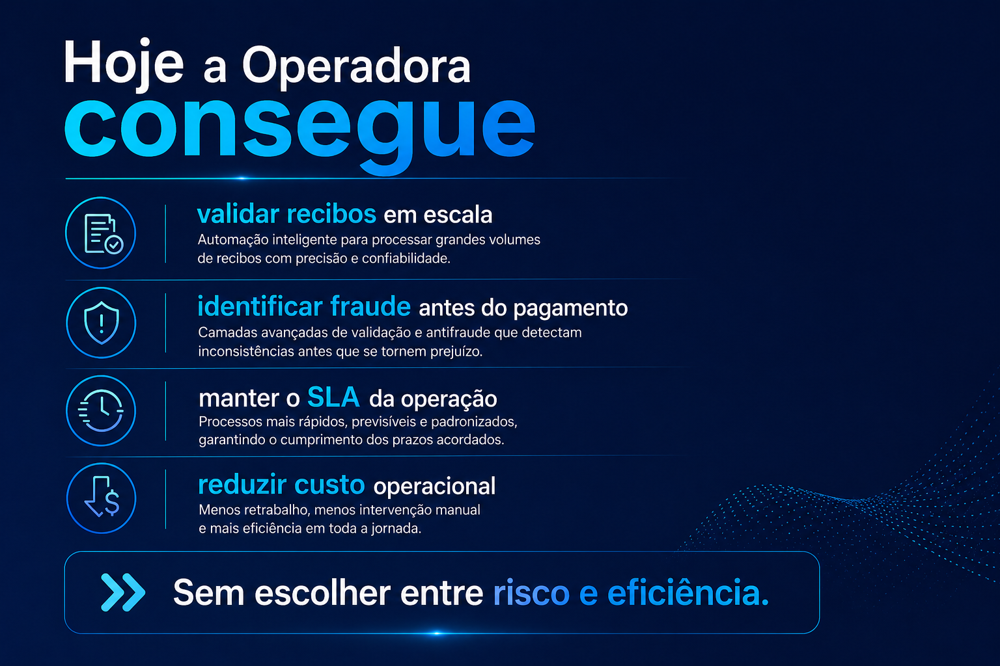 Hoje a Operadora
consegue
validar recibos em escala
Automação inteligente para processar grandes volumes
de recibos com precisão e confiabilidade.
identificar fraude antes do pagamento
Camadas avançadas de validação e antifraude que detectam
inconsistências antes que se tornem prejuízo.
manter o SLA da operação
Processos mais rápidos, previsíveis e padronizados,
garantindo o cumprimento dos prazos acordados.
$
reduzir custo operacional
Menos retrabalho, menos intervenção manual
e mais eficiência em toda a jornada.
Sem escolher entre risco e eficiência.